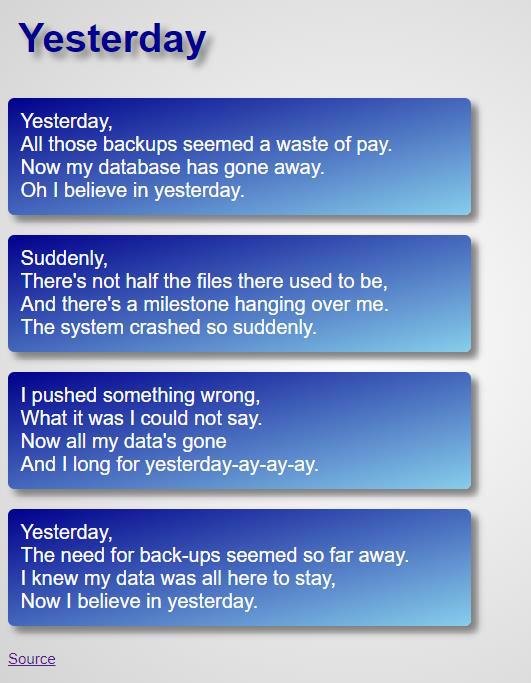 Yesterday
Yesterday,
All those backups seemed a waste of pay.
Now my database has gone away.
Oh I believe in yesterday.
Suddenly,
There's not half the files there used to be,
And there's a milestone hanging over me.
The system crashed so suddenly.
I pushed something wrong,
What it was I could not say.
Now all my data's gone
And I long for yesterday-ay-ay-ay.
Yesterday,
The need for back-ups seemed so far away.
I knew my data was all here to stay,
Now I believe in yesterday.
Source